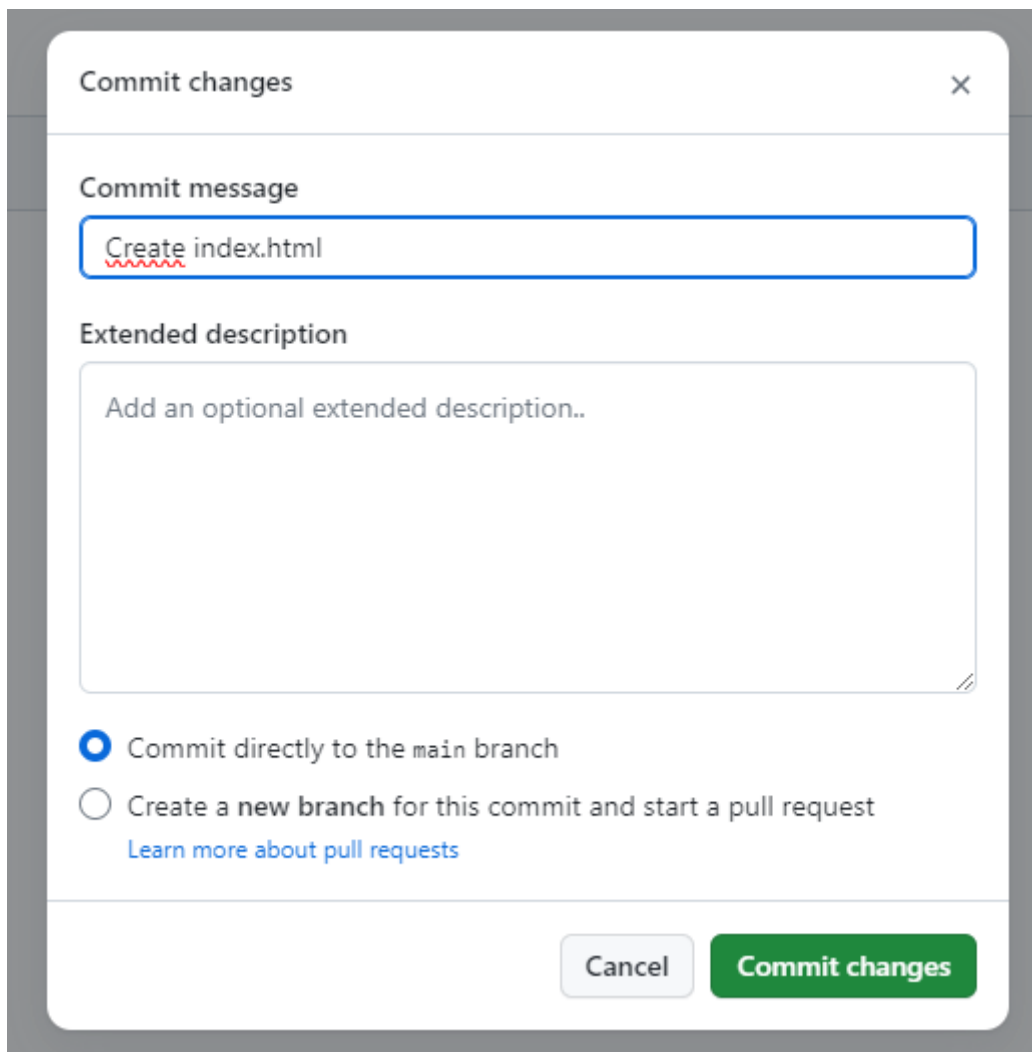 Commit changes
Commit message
Create index.html
Extended description
Add an optional extended description..
Commit directly to the main branch
Create a new branch for this commit and start a pull request
Learn more about pull requests
Cancel
Commit changes